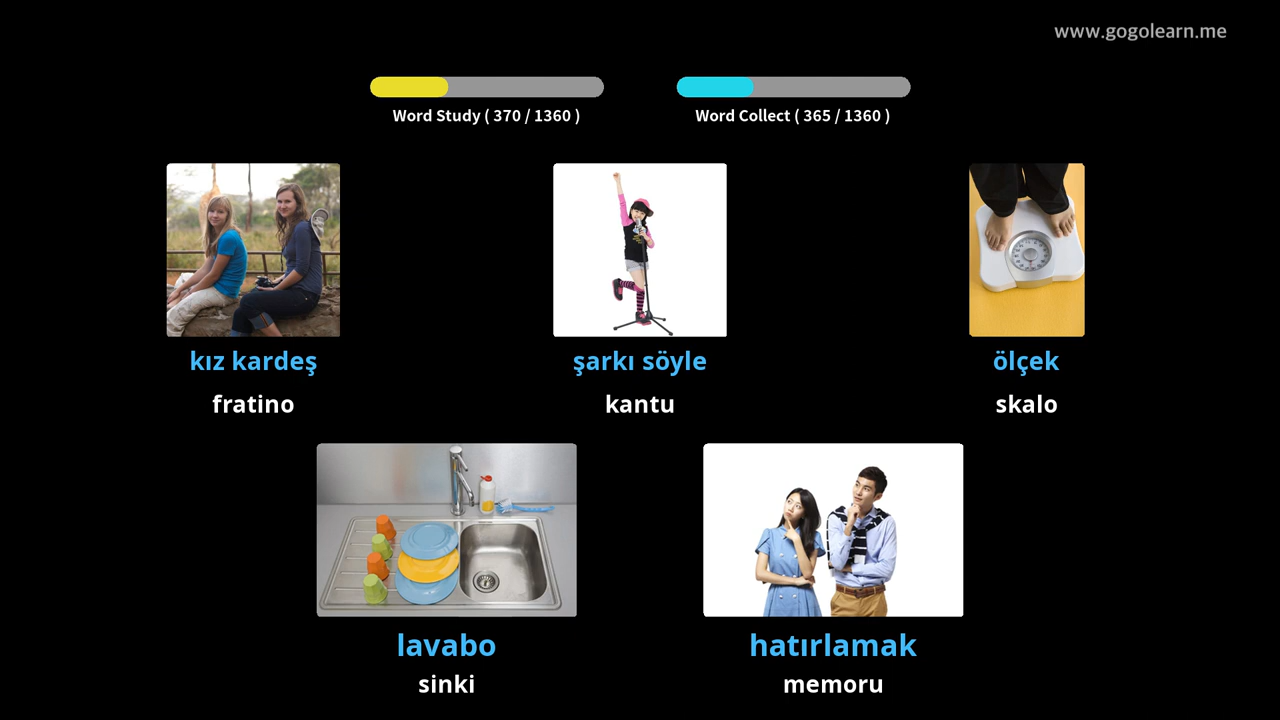 www.gogolearn.me
Word Study ( 370 / 1360 )
Word Collect ( 365 / 1360 )
kız kardeş
şarkı söyle
ölçek
fratino
kantu
skalo
lavabo
hatırlamak
sinki
memoru